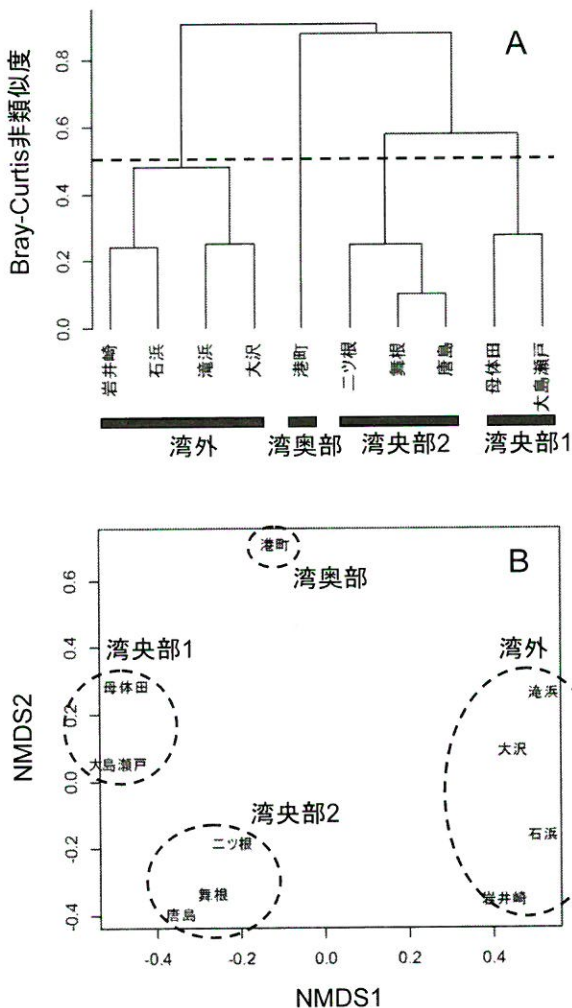 A
Bray-Curtis非類似度
0.8
0.6
0.4
0.2
0.0
岩井崎
石浜
滝浜
大沢
港町
二ツ根
舞根
唐島
母体田
大島瀬戸
湾外
湾奥部
湾央部2
湾央部1
B
NMDS2
0.6
0.4
0.2
0.0
-0.2
-0.4
港町
湾奥部
湾央部1
母体田
大島瀬戸
湾外
滝浜
大沢
石浜
岩井崎
湾央部2
二ツ根
舞根
唐島
-0.4
-0.2
0.0
0.2
0.4
NMDS1